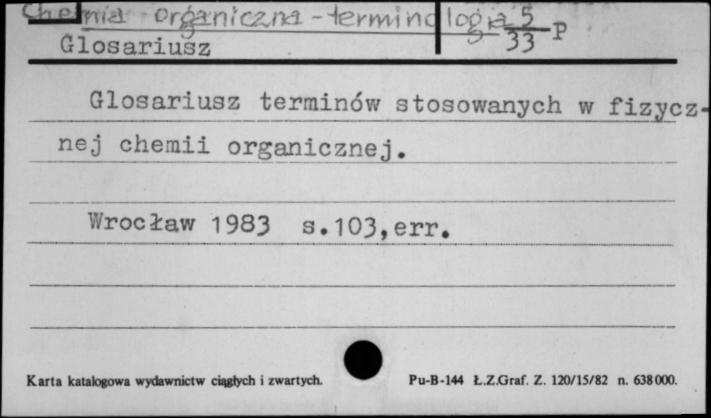 Chemia organiczna - terminologia 5/33 P
Glosariusz
Glosariusz terminów stosowanych w fizycz-
nej chemii organicznej.
Wrocław 1983 s.103,err.
Karta katalogowa wydawnictw ciągłych i zwartych.
Pu-B-144 Ł.Z.Graf. Z. 120/15/82 n. 638000.